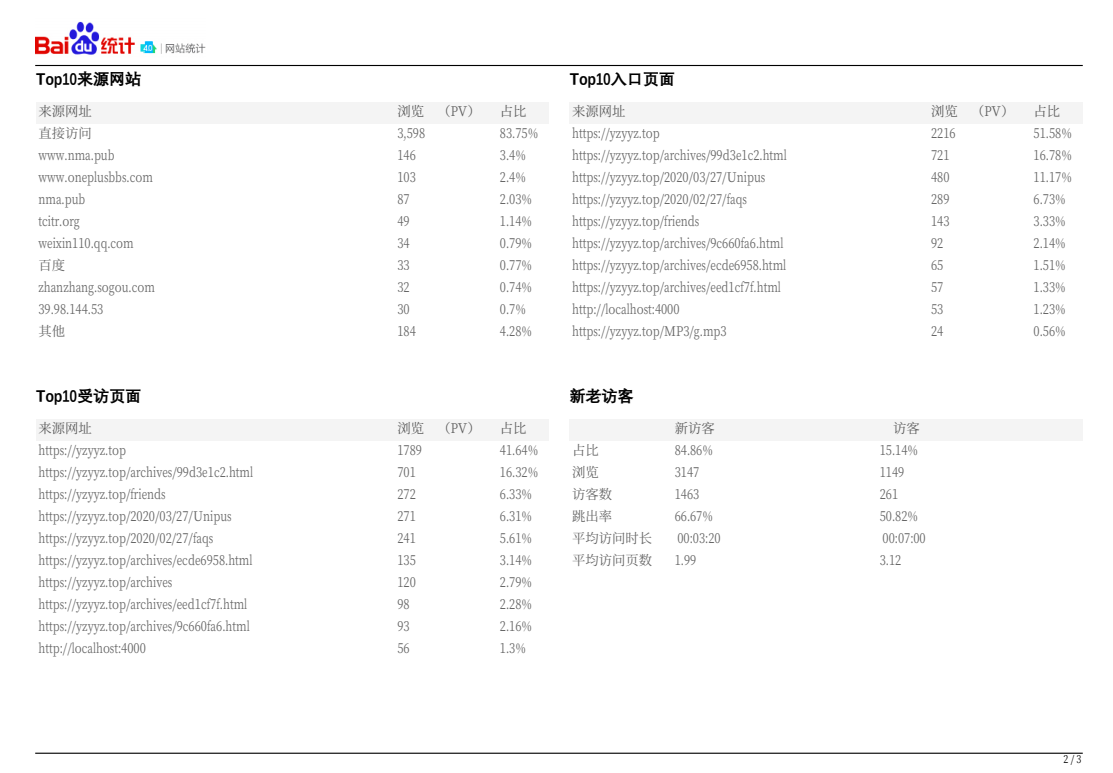 Baidu统计 4.0 | 网站统计
Top10来源网站
来源网址 浏览 (PV) 占比
直接访问 3,598 83.75%
www.nma.pub 146 3.4%
www.oneplusbbs.com 103 2.4%
nma.pub 87 2.03%
tcitr.org 49 1.14%
weixin110.qq.com 34 0.79%
百度 33 0.77%
zhanzhang.sogou.com 32 0.74%
39.98.144.53 30 0.7%
其他 184 4.28%
Top10入口页面
来源网址 浏览 (PV) 占比
https://yzyyz.top 2216 51.58%
https://yzyyz.top/archives/99d3e1c2.html 721 16.78%
https://yzyyz.top/2020/03/27/Unipus 480 11.17%
https://yzyyz.top/2020/02/27/faqs 289 6.73%
https://yzyyz.top/friends 143 3.33%
https://yzyyz.top/archives/9c660fa6.html 92 2.14%
https://yzyyz.top/archives/ecde6958.html 65 1.51%
https://yzyyz.top/archives/eed1cf7f.html 57 1.33%
http://localhost:4000 53 1.23%
https://yzyyz.top/MP3/g.mp3 24 0.56%
Top10受访页面
来源网址 浏览 (PV) 占比
https://yzyyz.top 1789 41.64%
https://yzyyz.top/archives/99d3e1c2.html 701 16.32%
https://yzyyz.top/friends 272 6.33%
https://yzyyz.top/2020/03/27/Unipus 271 6.31%
https://yzyyz.top/2020/02/27/faqs 241 5.61%
https://yzyyz.top/archives/ecde6958.html 135 3.14%
https://yzyyz.top/archives 120 2.79%
https://yzyyz.top/archives/eed1cf7f.html 98 2.28%
https://yzyyz.top/archives/9c660fa6.html 93 2.16%
http://localhost:4000 56 1.3%
新老访客
新访客 访客
占比 84.86% 15.14%
浏览 3147 1149
访客数 1463 261
跳出率 66.67% 50.82%
平均访问时长 00:03:20 00:07:00
平均访问页数 1.99 3.12
2 / 3